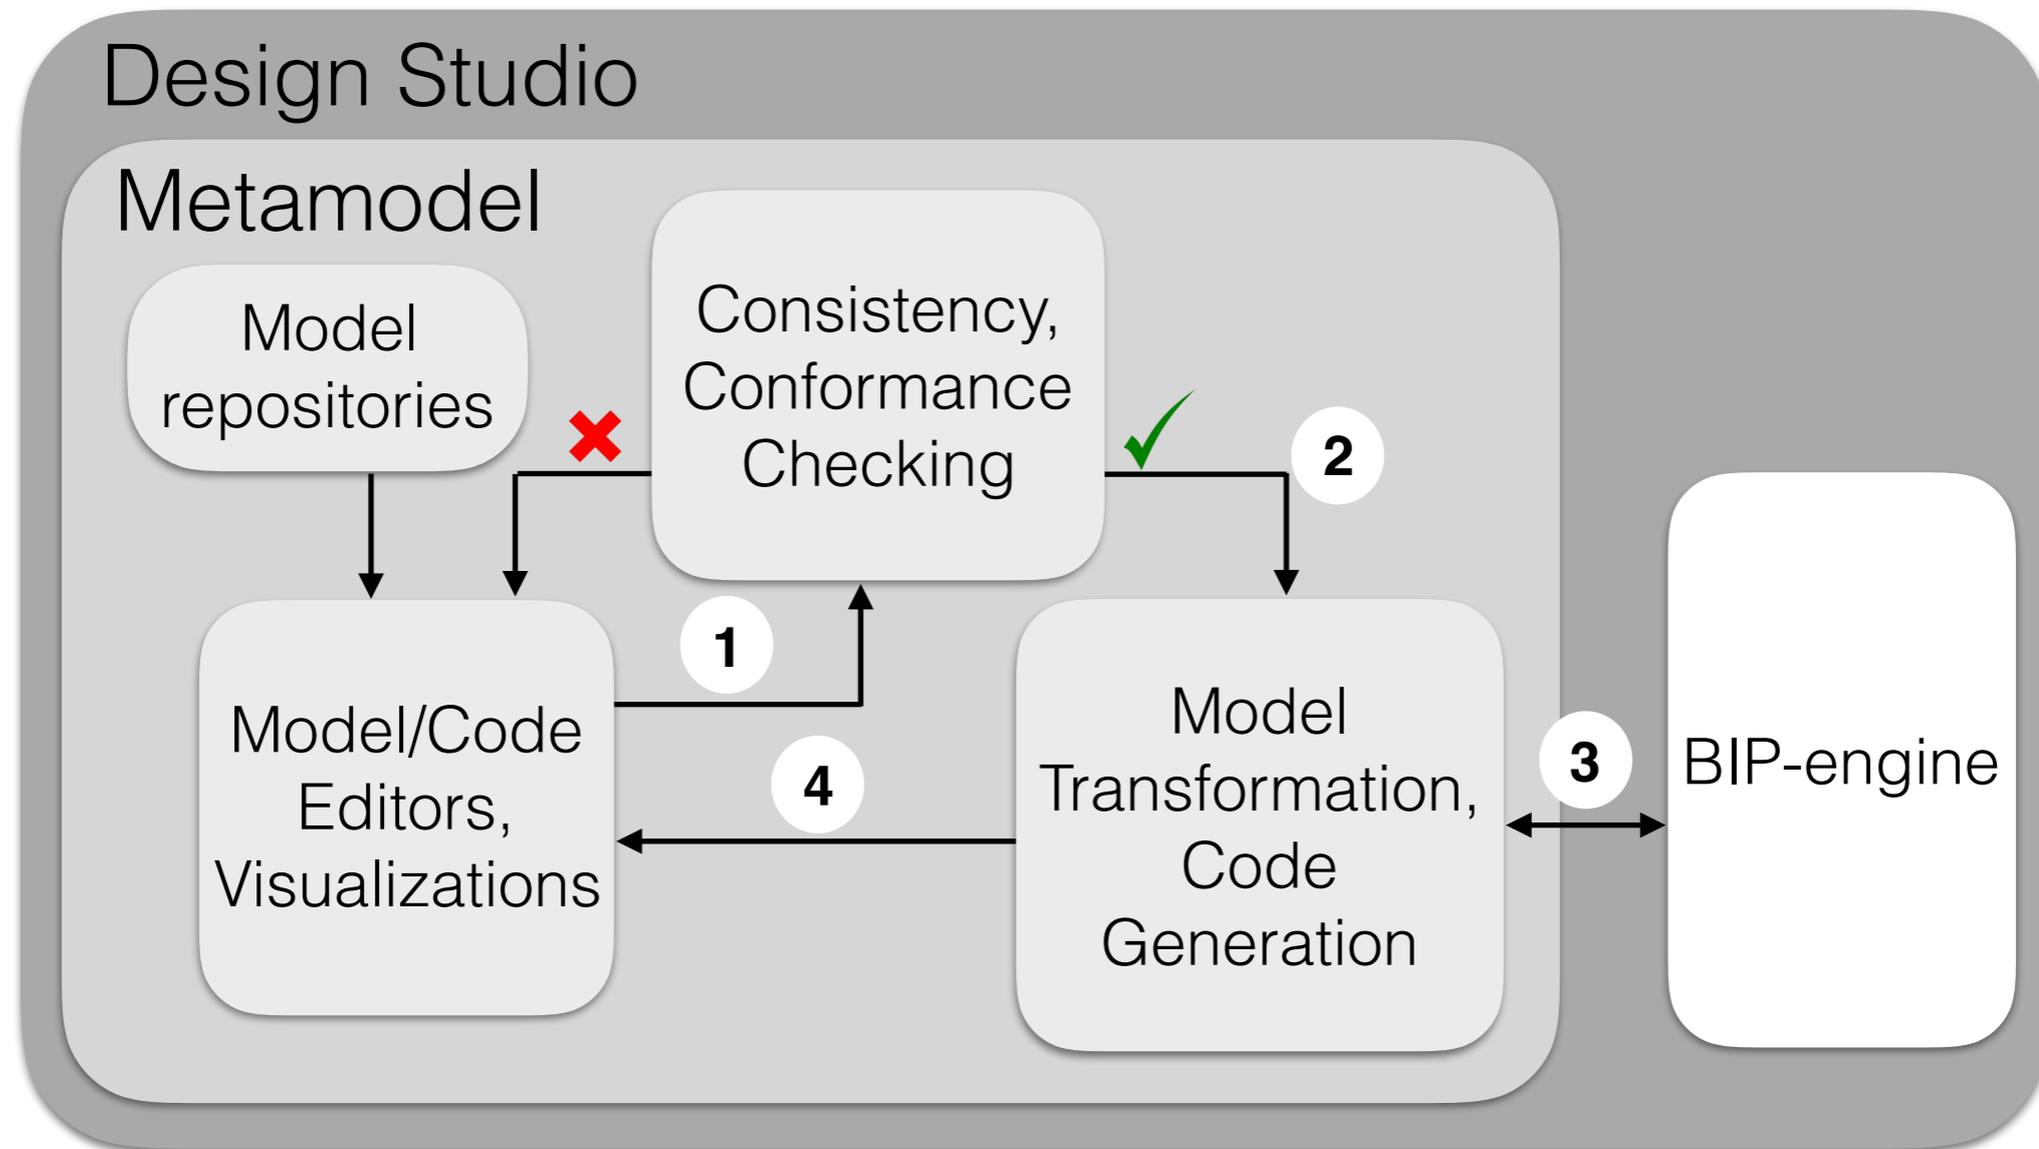 Design Studio
Metamodel
Model
repositories
Consistency,
Conformance
Checking
2
1
Model/Code
Editors,
Visualizations
4
Model
Transformation,
Code
Generation
3
BIP-engine